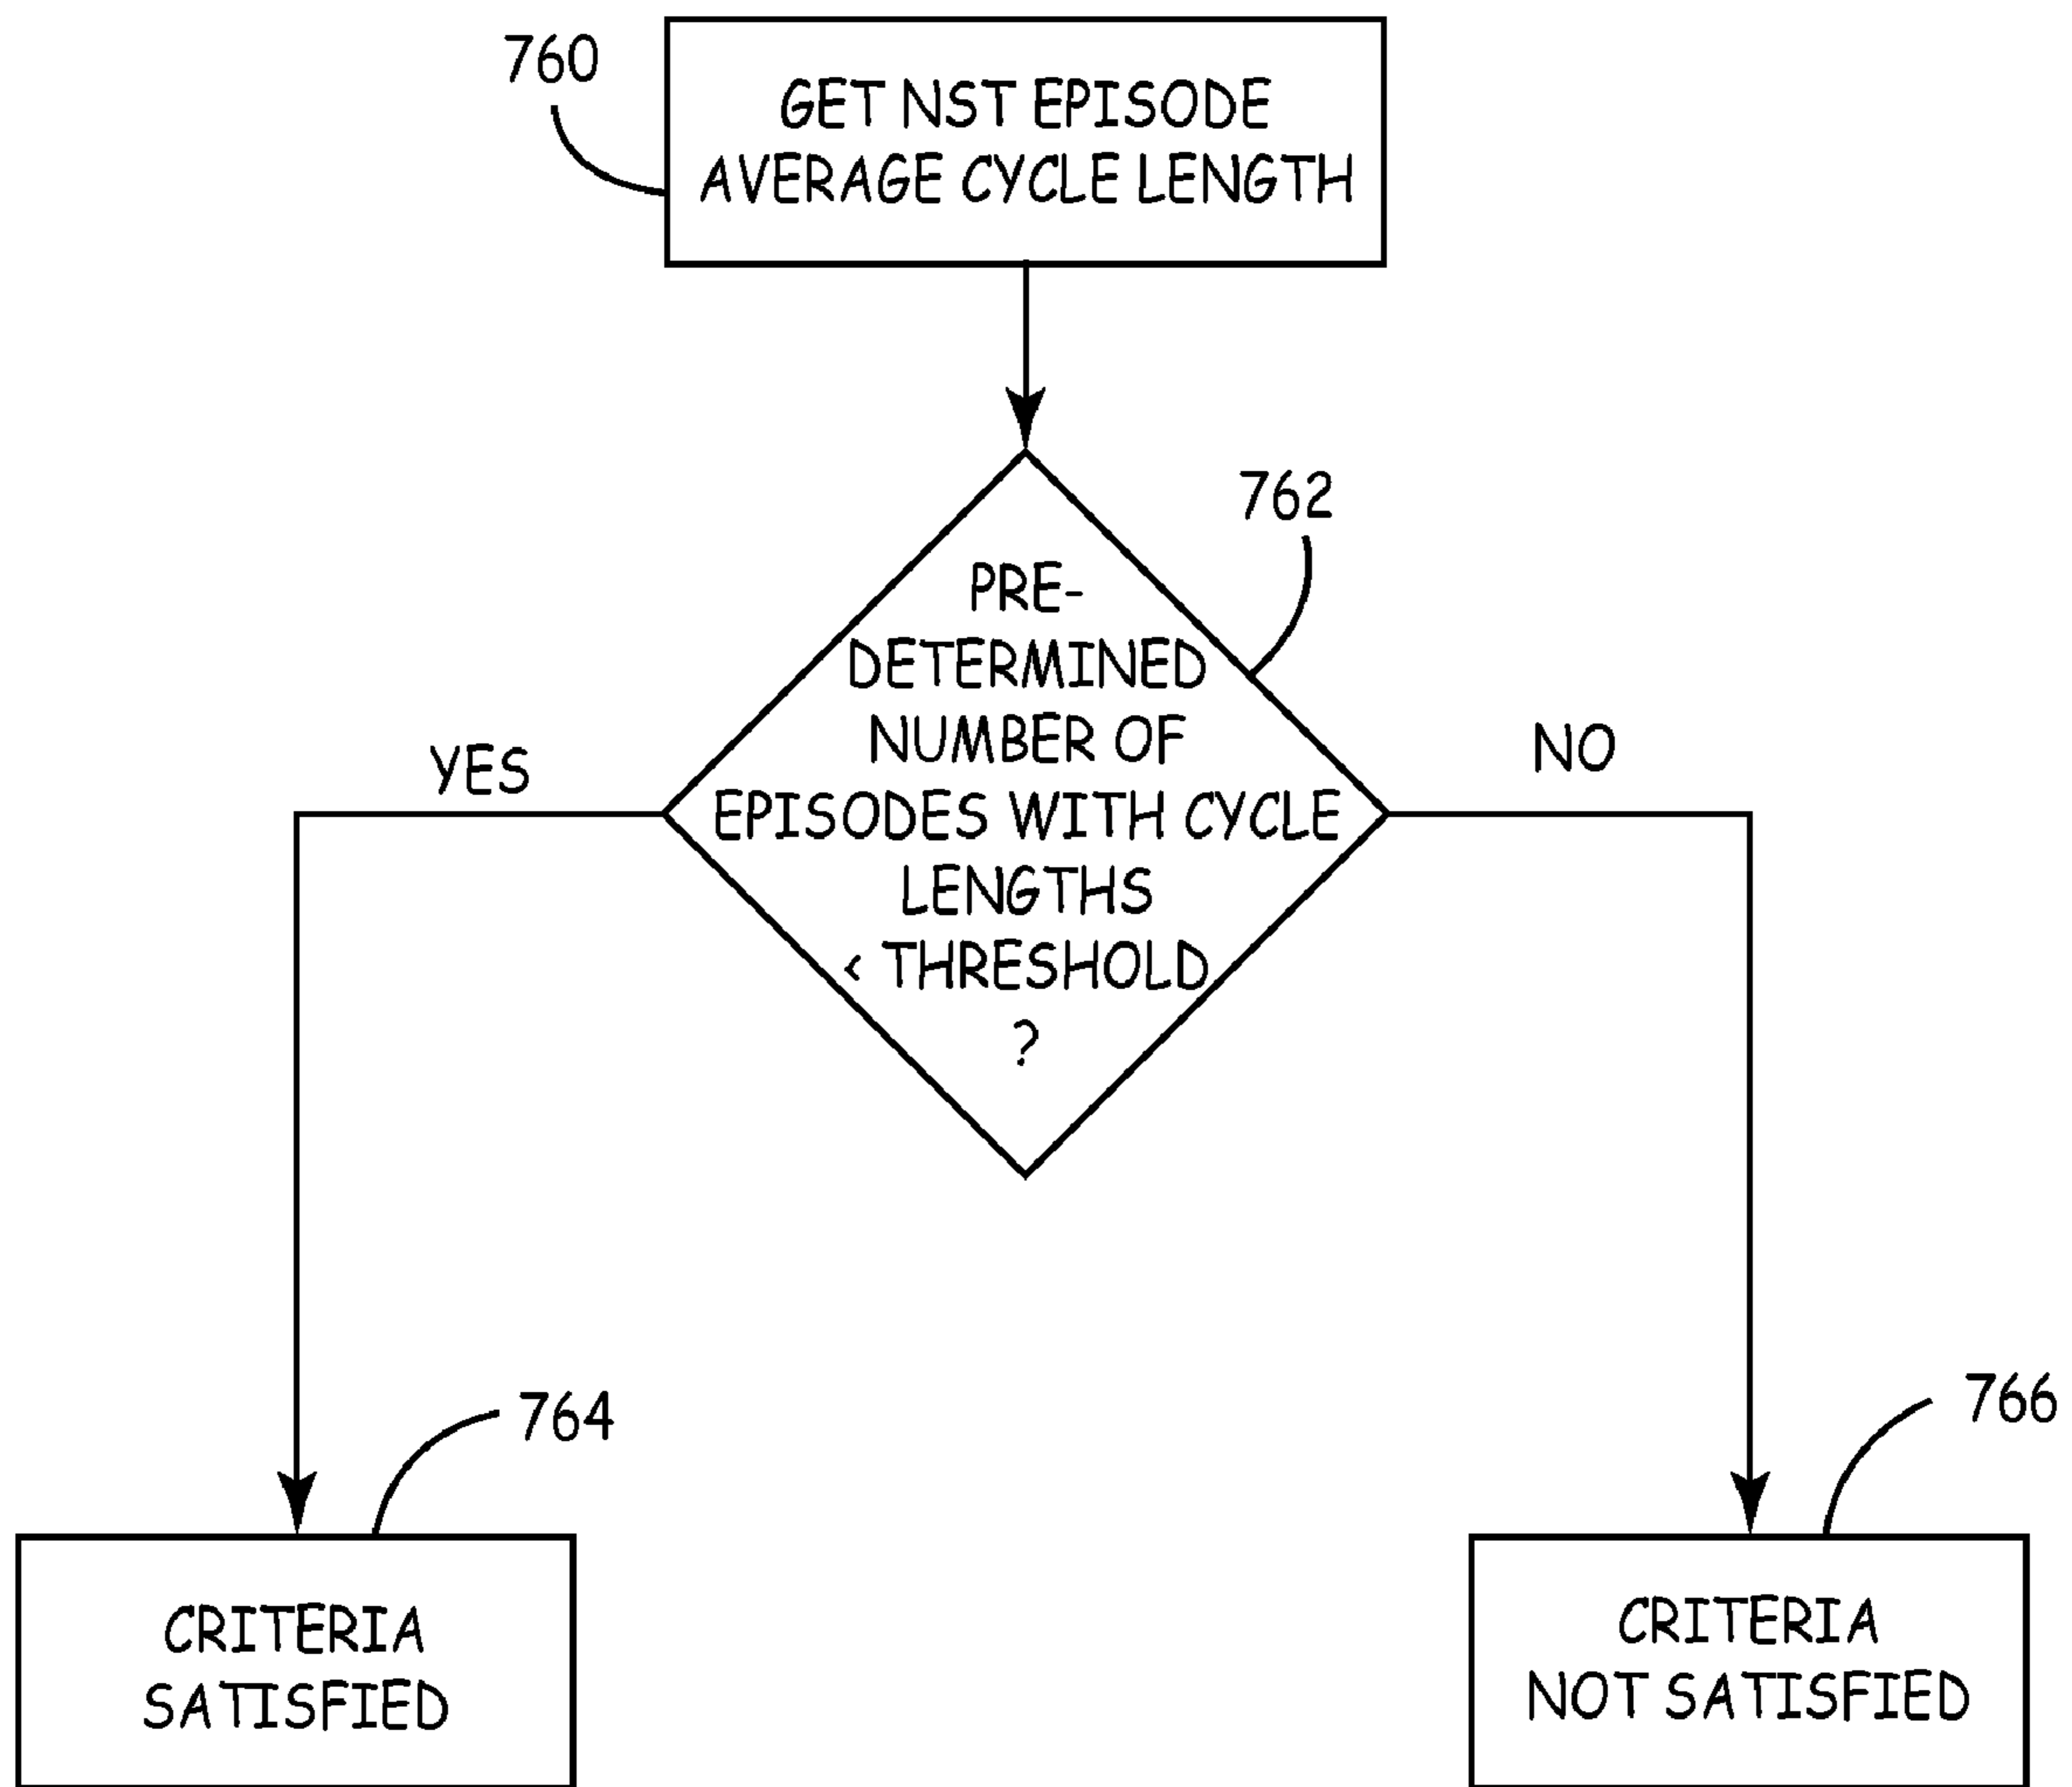 760
GET NST EPISODE
AVERAGE CYCLE LENGTH
762
PRE-
DETERMINED
NUMBER OF
EPISODES WITH CYCLE
LENGTHS
< THRESHOLD
?
YES
NO
764
CRITERIA
SATISFIED
766
CRITERIA
NOT SATISFIED